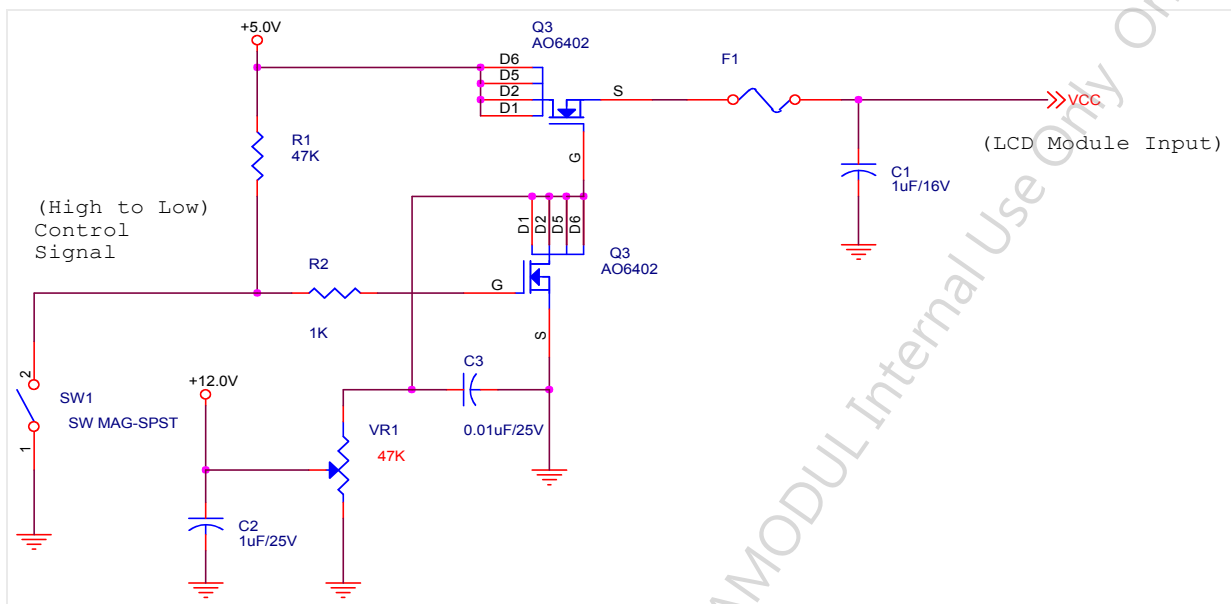 +5.0V
Q3
AO6402
D6
D5
D2
D1
S
G
F1
VCC
(LCD Module Input)
C1
1uF/16V
R1
47K
(High to Low)
Control
Signal
R2
1K
G
D1
D2
D5
D6
Q3
AO6402
S
C3
0.01uF/25V
+12.0V
2
SW1
SW MAG-SPST
1
VR1
47K
C2
1uF/25V
AMODUL Internal Use Only